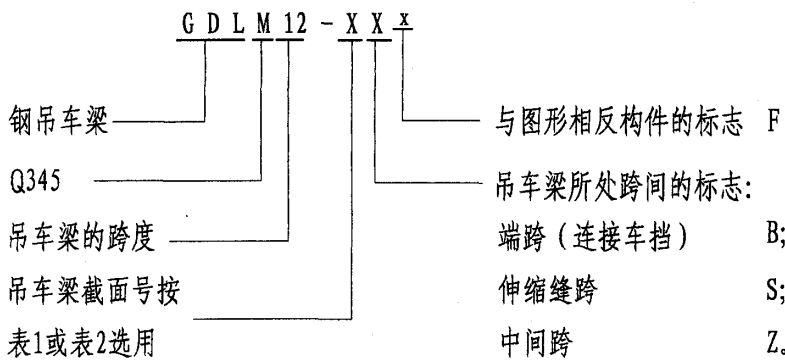 GDLM12-XXx
钢吊车梁
与图形相反构件的标志 F
Q345
吊车梁所处跨间的标志:
吊车梁的跨度
端跨(连接车挡) B;
吊车梁截面号按
伸缩缝跨 S;
表1或表2选用
中间跨 Z。